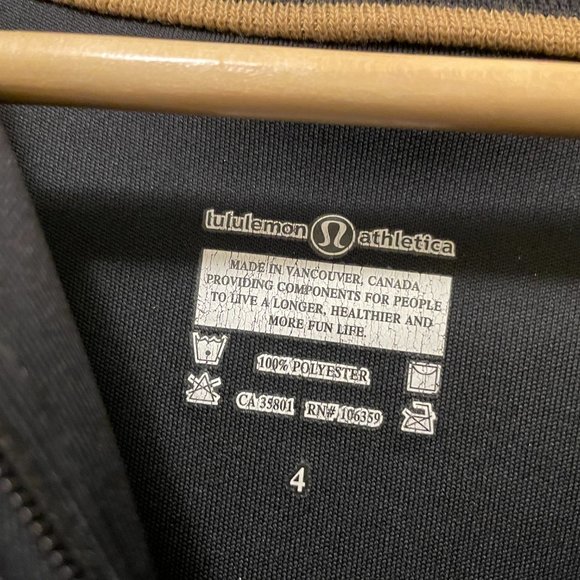 lululemon athletica
MADE IN VANCOUVER, CANADA
PROVIDING COMPONENTS FOR PEOPLE
TO LIVE A LONGER, HEALTHIER AND
MORE FUN LIFE.
100% POLYESTER
CA 35801 RN# 106359
4